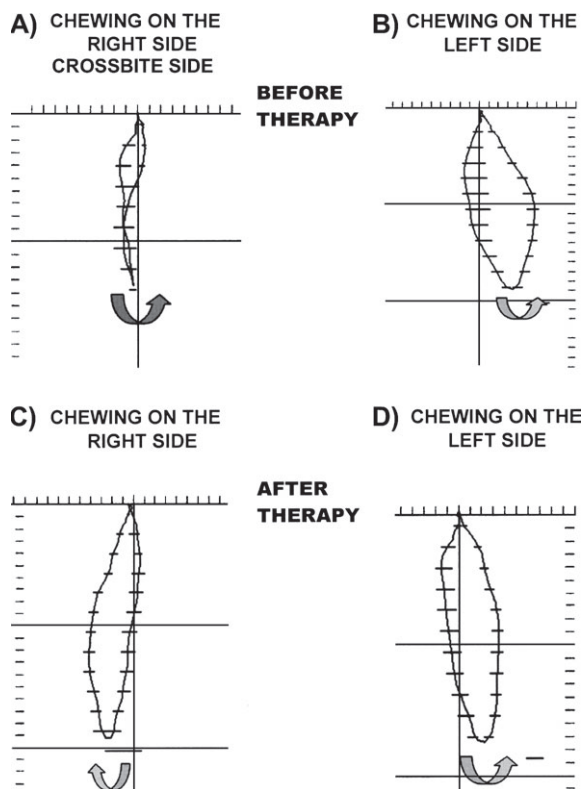 A) CHEWING ON THE
RIGHT SIDE
CROSSBITE SIDE
B) CHEWING ON THE
LEFT SIDE
BEFORE
THERAPY
C) CHEWING ON THE
RIGHT SIDE
D) CHEWING ON THE
LEFT SIDE
AFTER
THERAPY